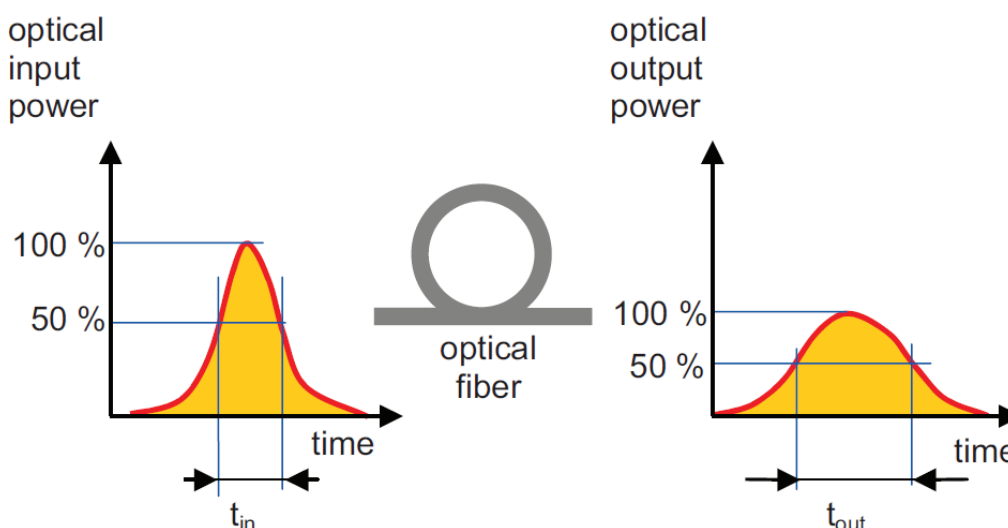 optical
input
power
100 %
50 %
time
t_in
optical
fiber
optical
output
power
100 %
50 %
time
t_out